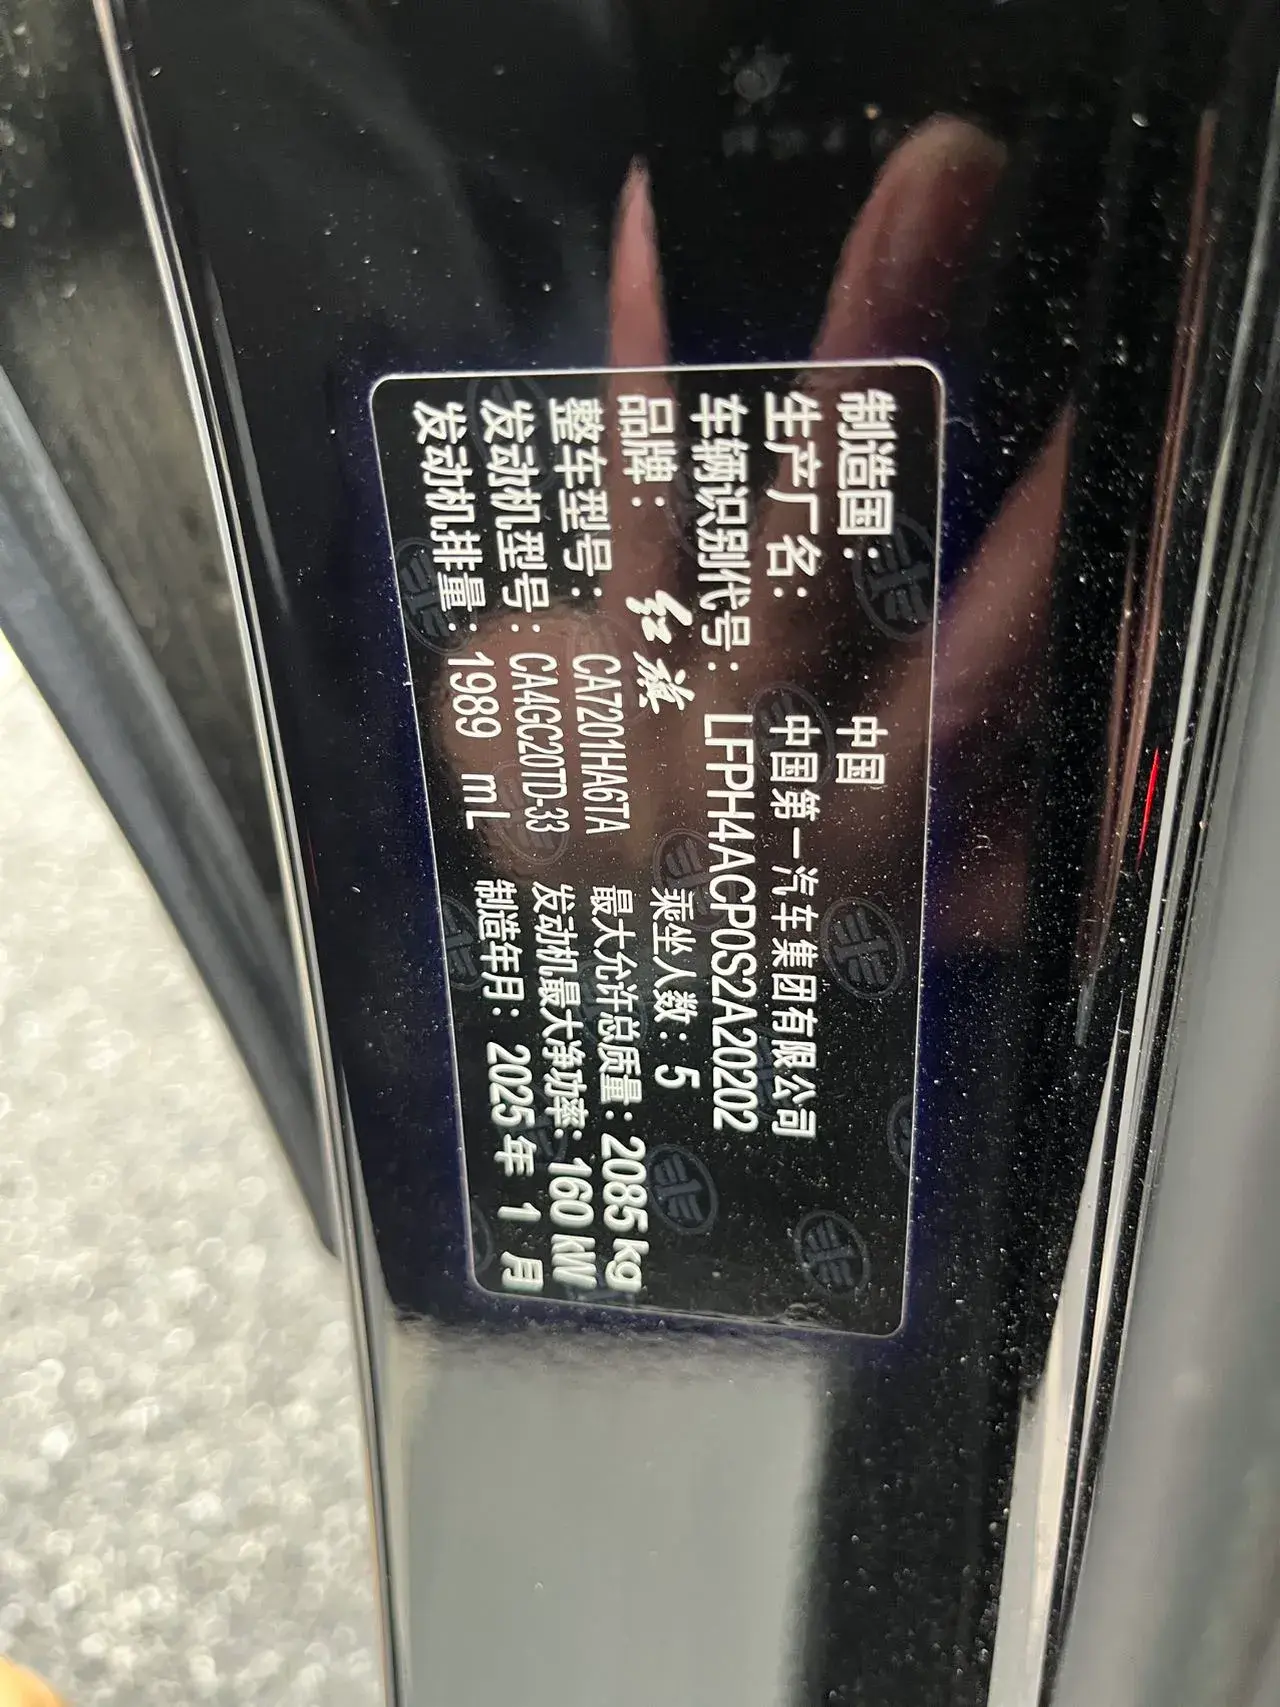 制造国： 中国
生产厂名： 中国第一汽车集团有限公司
车辆识别代号： LFPH4ACP0S2A20202
品牌： 红旗 乘坐人数：5
整车型号： CA7201HA6TA 最大允许总质量：2085 kg
发动机型号：CA4GC20TD-33 发动机最大净功率：160 kW
发动机排量：1989 mL 制造年月： 2025 年 1 月